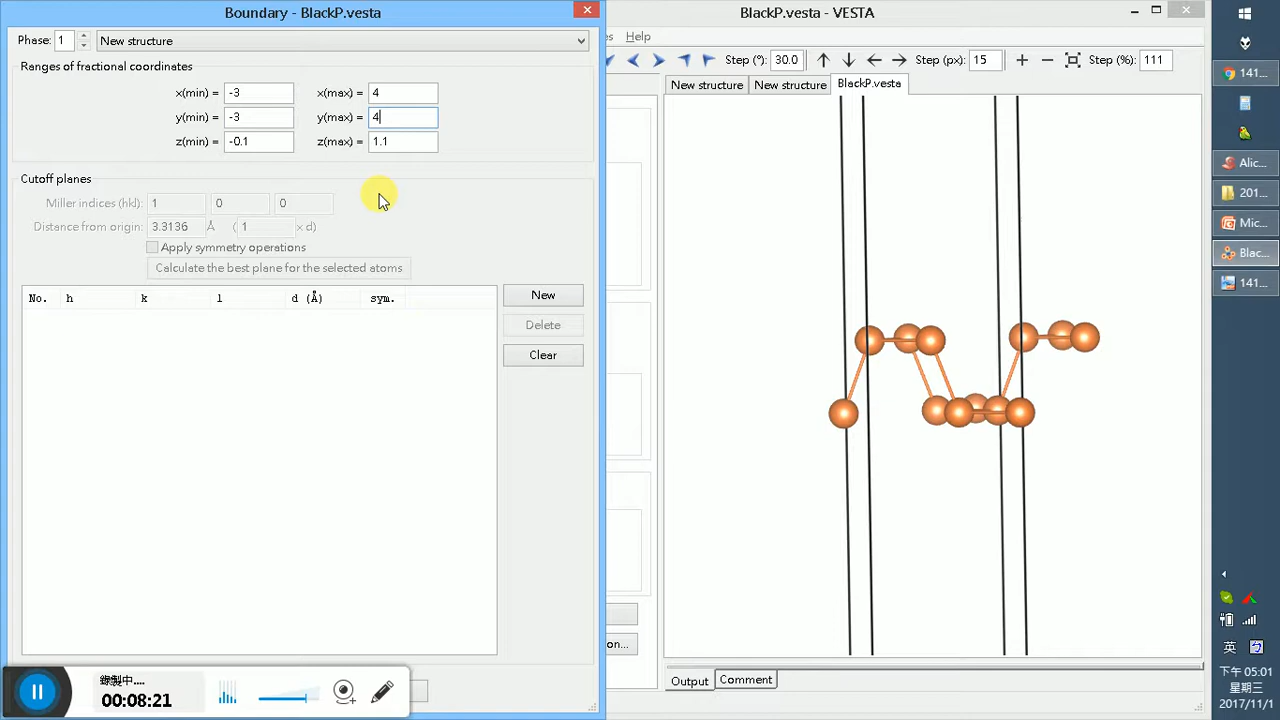 Boundary - BlackP.vesta
BlackP.vesta - VESTA
Phase: 1 New structure
Help
Ranges of fractional coordinates
Step (°): 30.0 Step (px): 15 Step (%): 111
x(min) = -3 x(max) = 4
y(min) = -3 y(max) = 4
z(min) = -0.1 z(max) = 1.1
New structure New structure BlackP.vesta
Cutoff planes
Miller indices (hkl): 1 0 0
Distance from origin: 3.3136 Å ( 1 x d)
Apply symmetry operations
Calculate the best plane for the selected atoms
No. h k l d (Å) sym.
New
Delete
Clear
on...
Output Comment
錄製中....
00:08:21
141...
Alic...
201...
Mic...
Blac...
141...
英
下午 05:01
星期三
2017/11/1